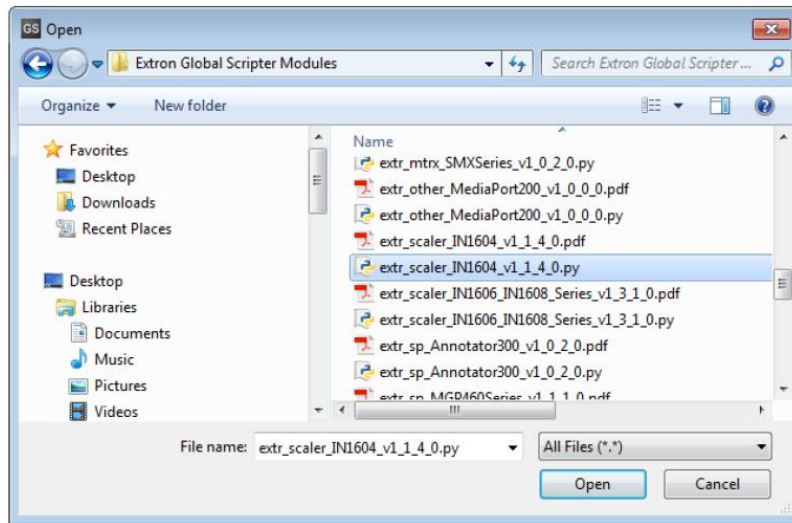 GS Open
Extron Global Scripter Modules
Search Extron Global Scripter ...
Organize
New folder
Favorites
Desktop
Downloads
Recent Places
Desktop
Libraries
Documents
Music
Pictures
Videos
Name
extr_mtrx_SMXSeries_v1_0_2_0.py
extr_other_MediaPort200_v1_0_0_0.pdf
extr_other_MediaPort200_v1_0_0_0.py
extr_scaler_IN1604_v1_1_4_0.pdf
extr_scaler_IN1604_v1_1_4_0.py
extr_scaler_IN1606_IN1608_Series_v1_3_1_0.pdf
extr_scaler_IN1606_IN1608_Series_v1_3_1_0.py
extr_sp_Annotator300_v1_0_2_0.pdf
extr_sp_Annotator300_v1_0_2_0.py
extr_sp_MGP460Series_v1_1_0.pdf
File name: extr_scaler_IN1604_v1_1_4_0.py All Files (*.*)
Open Cancel